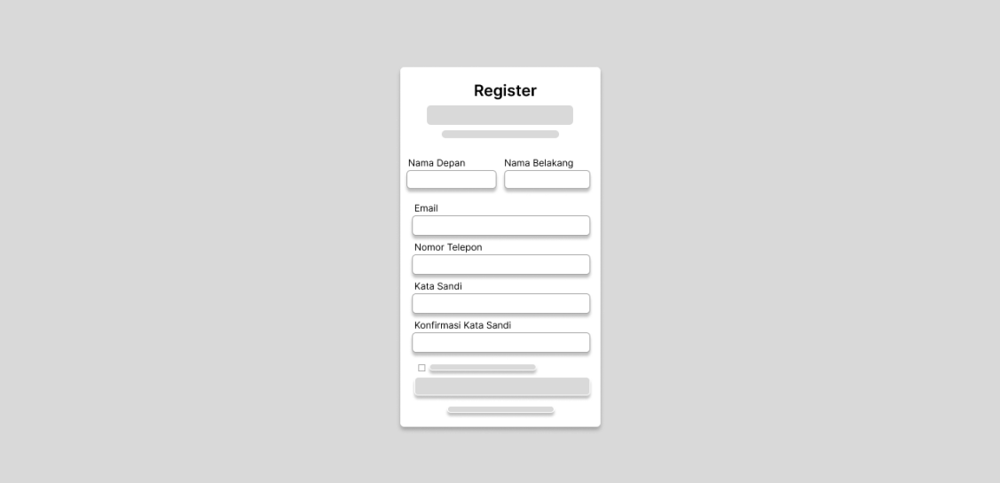 Register
Nama Depan
Nama Belakang
Email
Nomor Telepon
Kata Sandi
Konfirmasi Kata Sandi